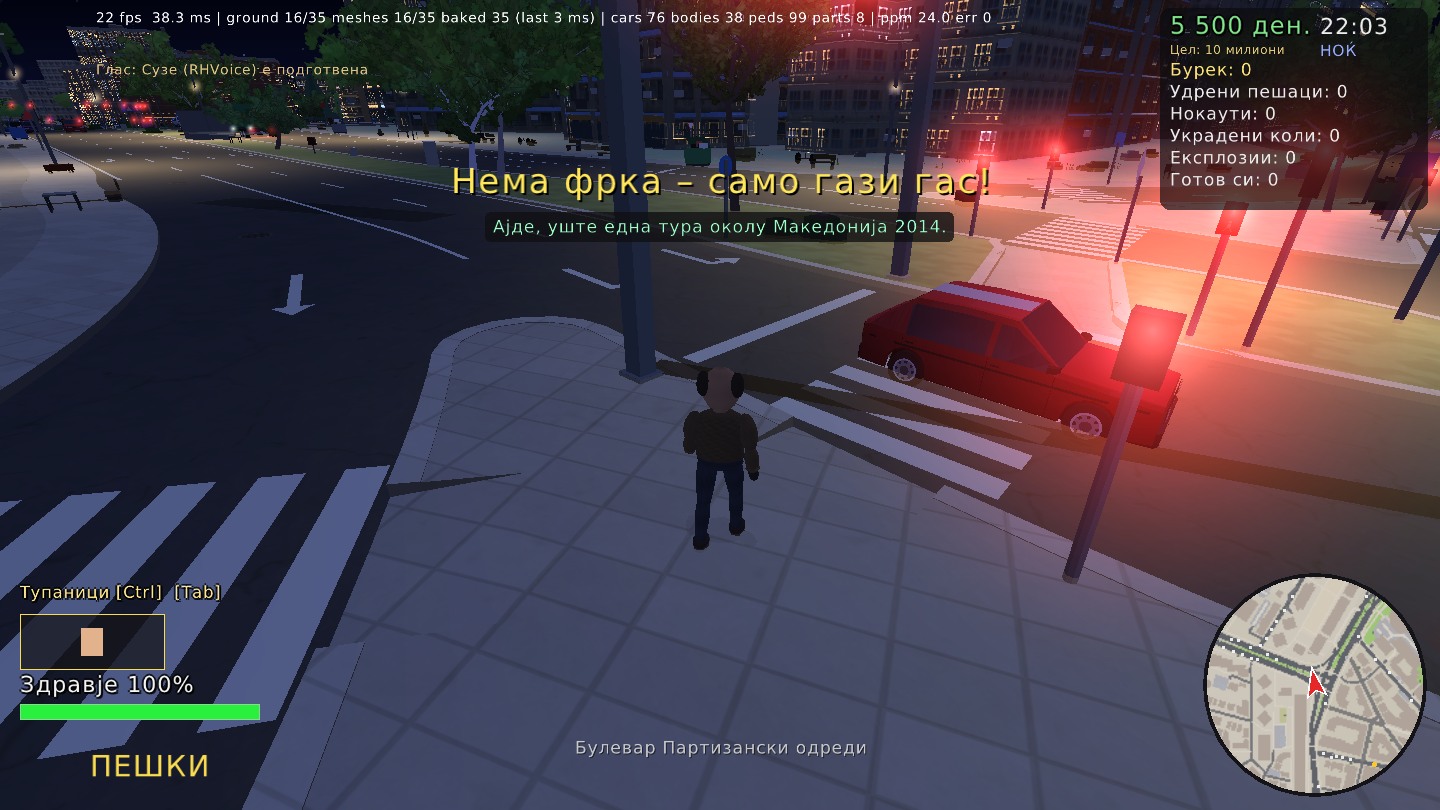 22 fps 38.3 ms | ground 16/35 meshes 16/35 baked 35 (last 3 ms) | cars 76 bodies 38 peds 99 parts 8 | ppm 24.0 err 0
5 500 ден. 22:03
Цел: 10 милиони НОЌ
Глас: Сузе (RHVoice) е подготвена
Бурек: 0
Удрени пешаци: 0
Нокаути: 0
Украдени коли: 0
Експлозии: 0
Готов си: 0
Нема фрка – само гази гас!
Ајде, уште една тура околу Македонија 2014.
Тупаници [Ctrl] [Tab]
Здравје 100%
ПЕШКИ
Булевар Партизански одреди